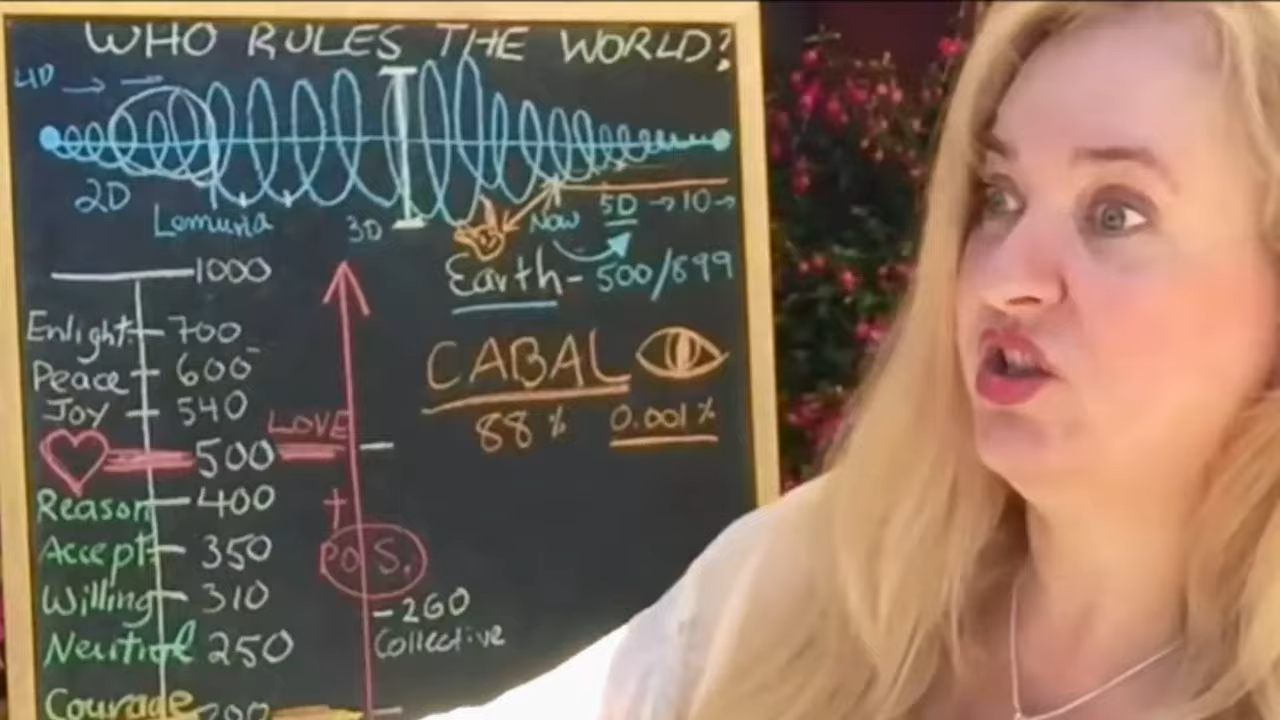 WHO RULES THE WORLD?
4D →
2D
Lemuria
3D
Now
5D → 10 →
Earth - 500/899
1000
Enlight. 700
Peace 600
Joy 540
LOVE
500
Reason 400
Accept 350
Willing 310
Neutral 250
Courage 200
+
POS.
-260
Collective
CABAL
88% 0.001%